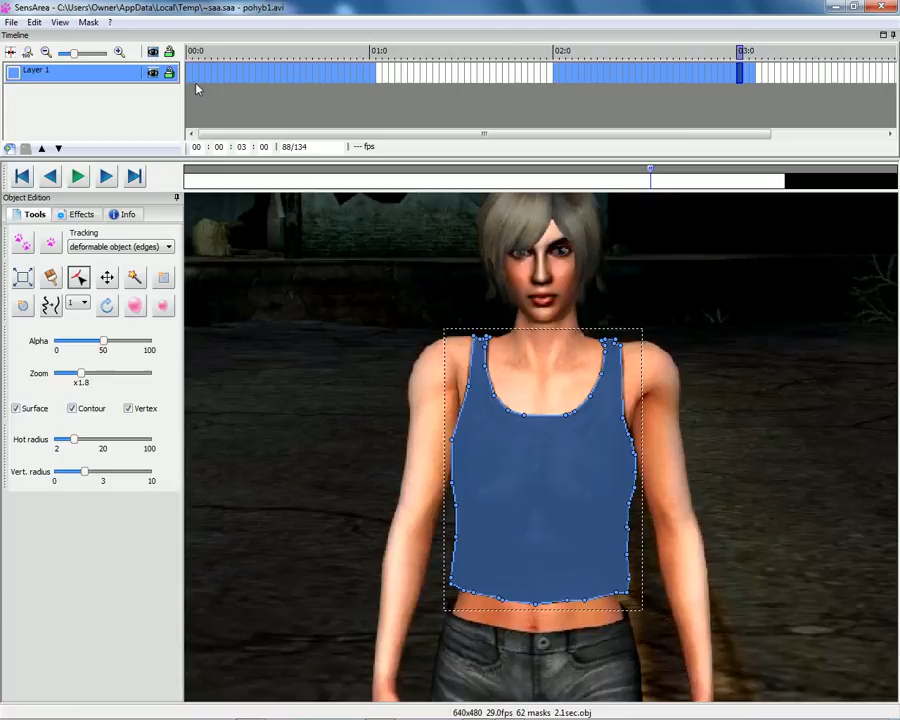 SensArea - C:\Users\Owner\AppData\Local\Temp\~saa.saa - pohyb1.avi
File Edit View Mask ?
Timeline
00:0 01:0 02:0 03:0
Layer 1
00 : 00 : 03 : 00 88/134 --- fps
Object Edition
Tools Effects Info
Tracking
deformable object (edges)
1
Alpha
0 50 100
Zoom
x1.8
Surface Contour Vertex
Hot radius
2 20 100
Vert. radius
0 3 10
640x480 29.0fps 62 masks 2.1sec.obj